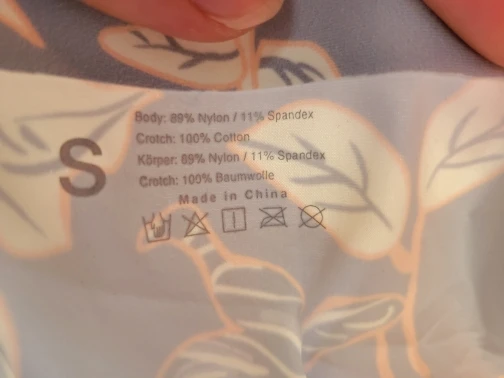 S
Body: 89% Nylon / 11% Spandex
Crotch: 100% Cotton
Körper: 89% Nylon / 11% Spandex
Crotch: 100% Baumwolle
Made in China